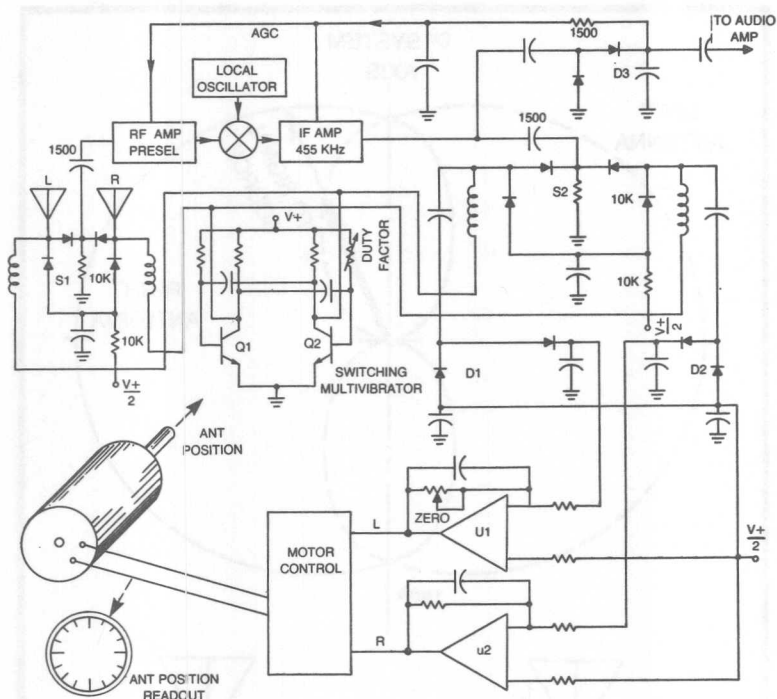 AGC
1500
TO AUDIO
AMP
D3
LOCAL
OSCILLATOR
RF AMP
PRESEL
IF AMP
455 KHz
1500
1500
L
R
S1
10K
10K
V+
2
V+
DUTY
FACTOR
Q1
Q2
SWITCHING
MULTIVIBRATOR
S2
10K
10K
V+
2
D1
D2
ANT
POSITION
ZERO
L
U1
MOTOR
CONTROL
V+
2
R
u2
ANT POSITION
READOUT